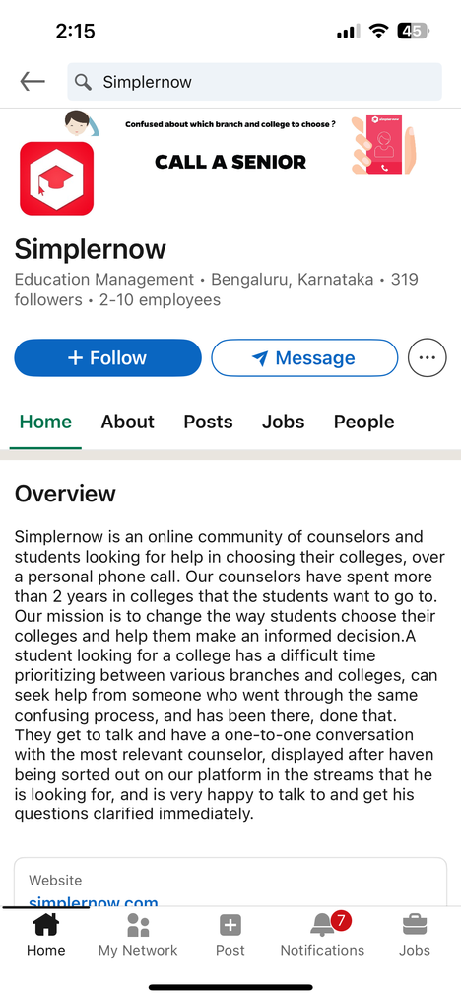 2:15
45
Simplernow
Confused about which branch and college to choose ?
CALL A SENIOR
Simplernow
Education Management • Bengaluru, Karnataka • 319
followers • 2-10 employees
+ Follow
Message
Home About Posts Jobs People
Overview
Simplernow is an online community of counselors and
students looking for help in choosing their colleges, over
a personal phone call. Our counselors have spent more
than 2 years in colleges that the students want to go to.
Our mission is to change the way students choose their
colleges and help them make an informed decision.A
student looking for a college has a difficult time
prioritizing between various branches and colleges, can
seek help from someone who went through the same
confusing process, and has been there, done that.
They get to talk and have a one-to-one conversation
with the most relevant counselor, displayed after haven
being sorted out on our platform in the streams that he
is looking for, and is very happy to talk to and get his
questions clarified immediately.
Website
simplernow.com
7
Home My Network Post Notifications Jobs